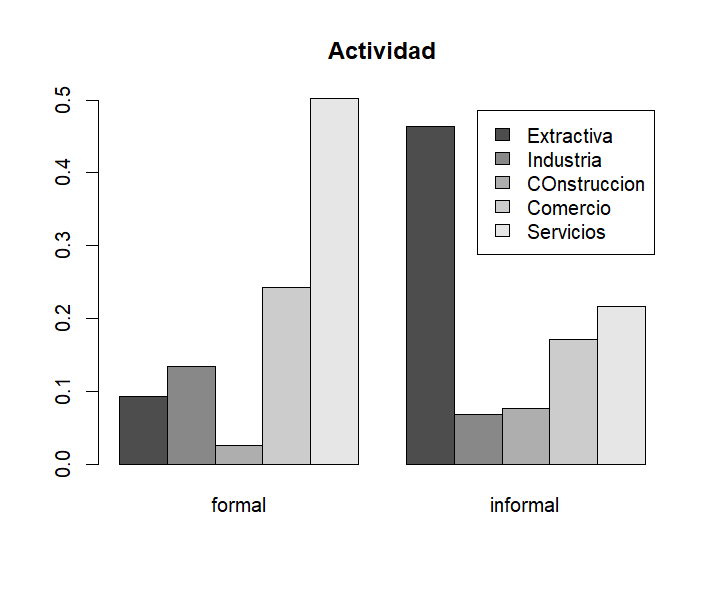 Actividad
0.5
0.4
0.3
0.2
0.1
0.0
Extractiva
Industria
COnstruccion
Comercio
Servicios
formal
informal